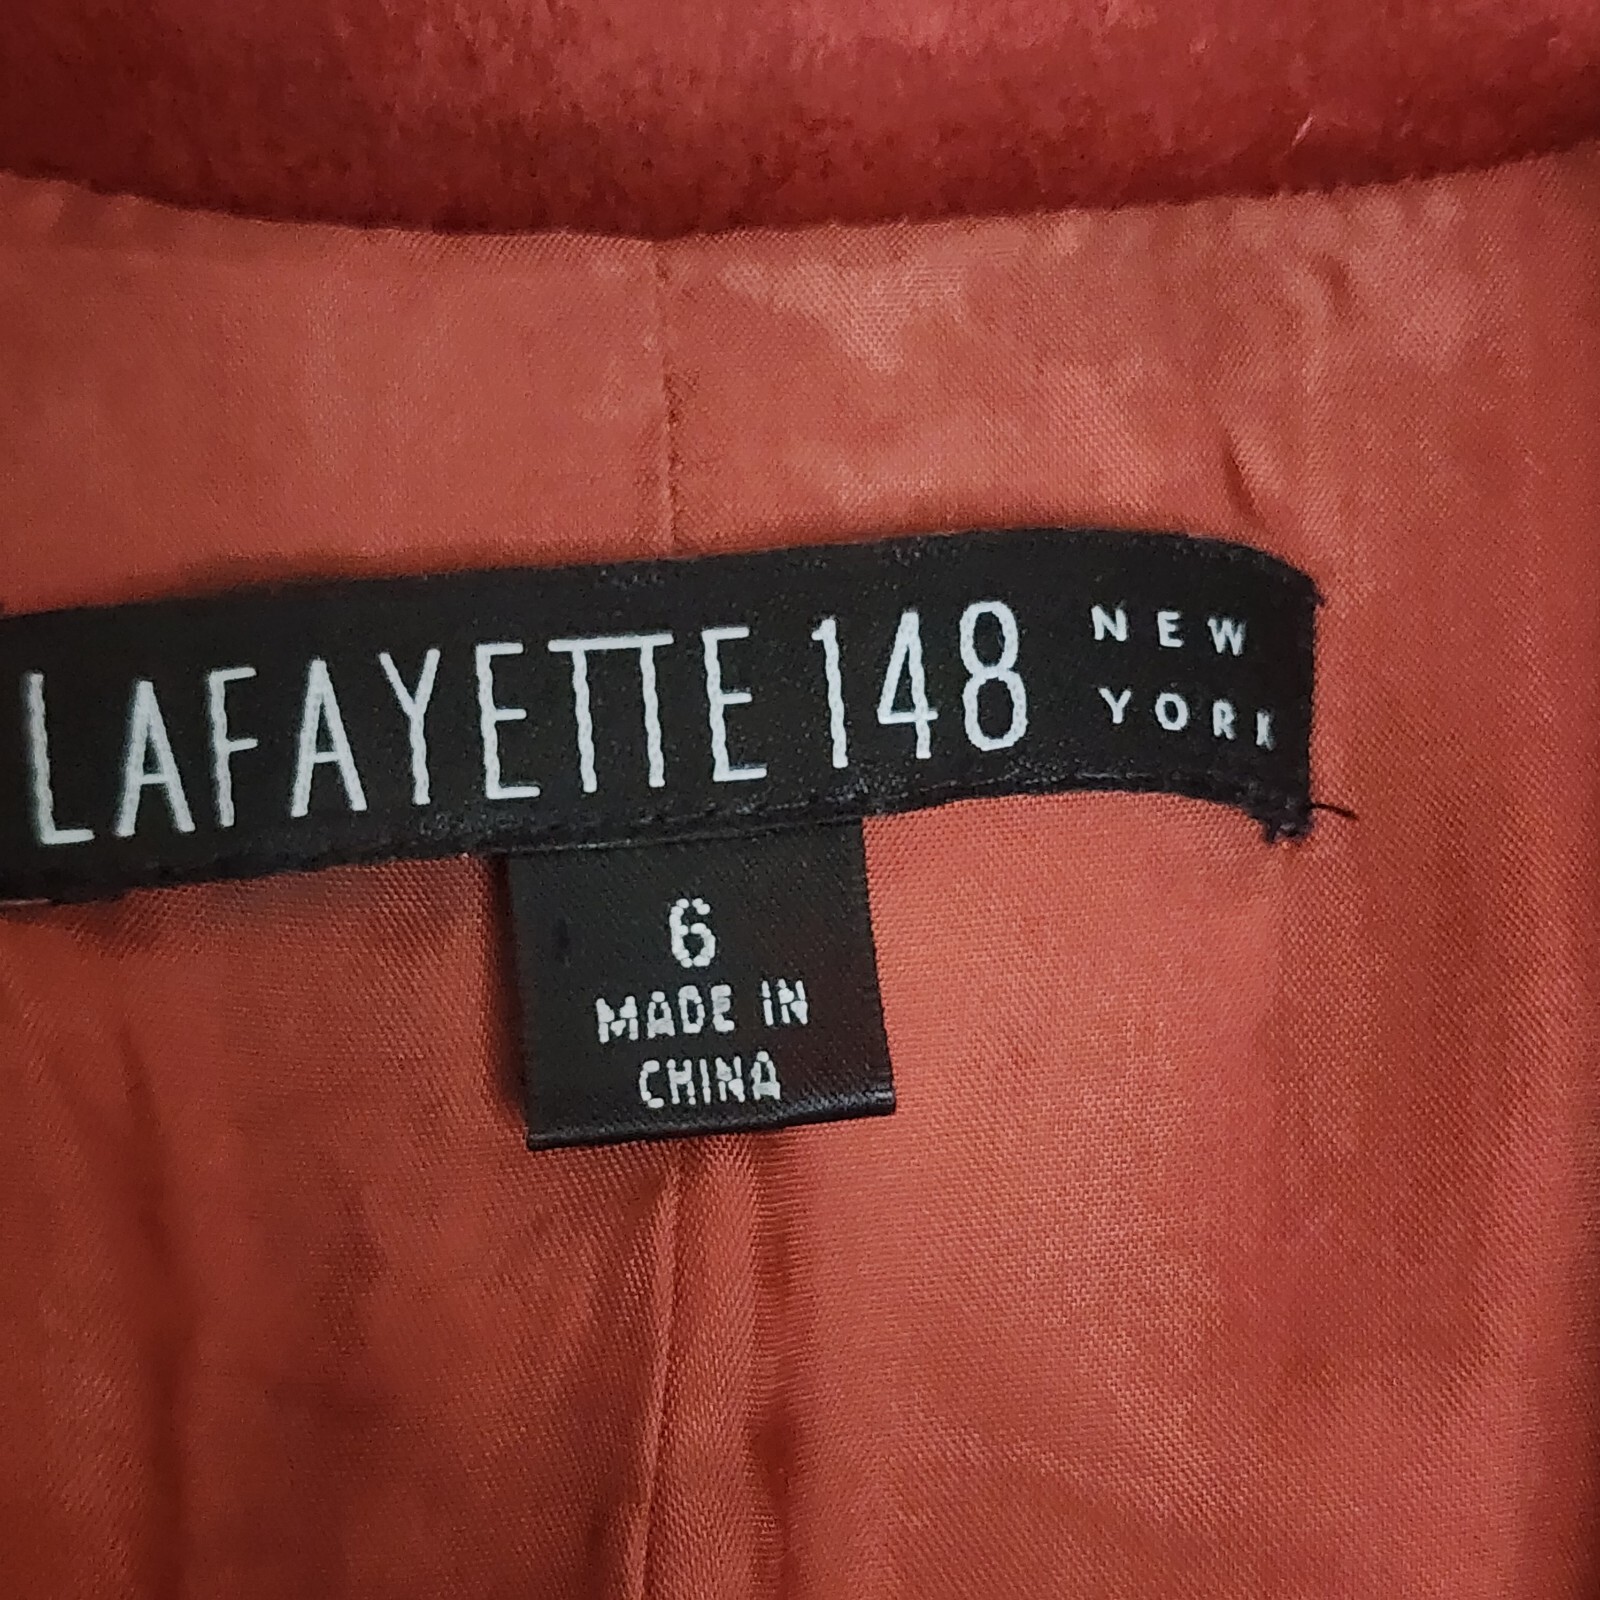 LAFAYETTE 148 NEW YORK
6
MADE IN
CHINA